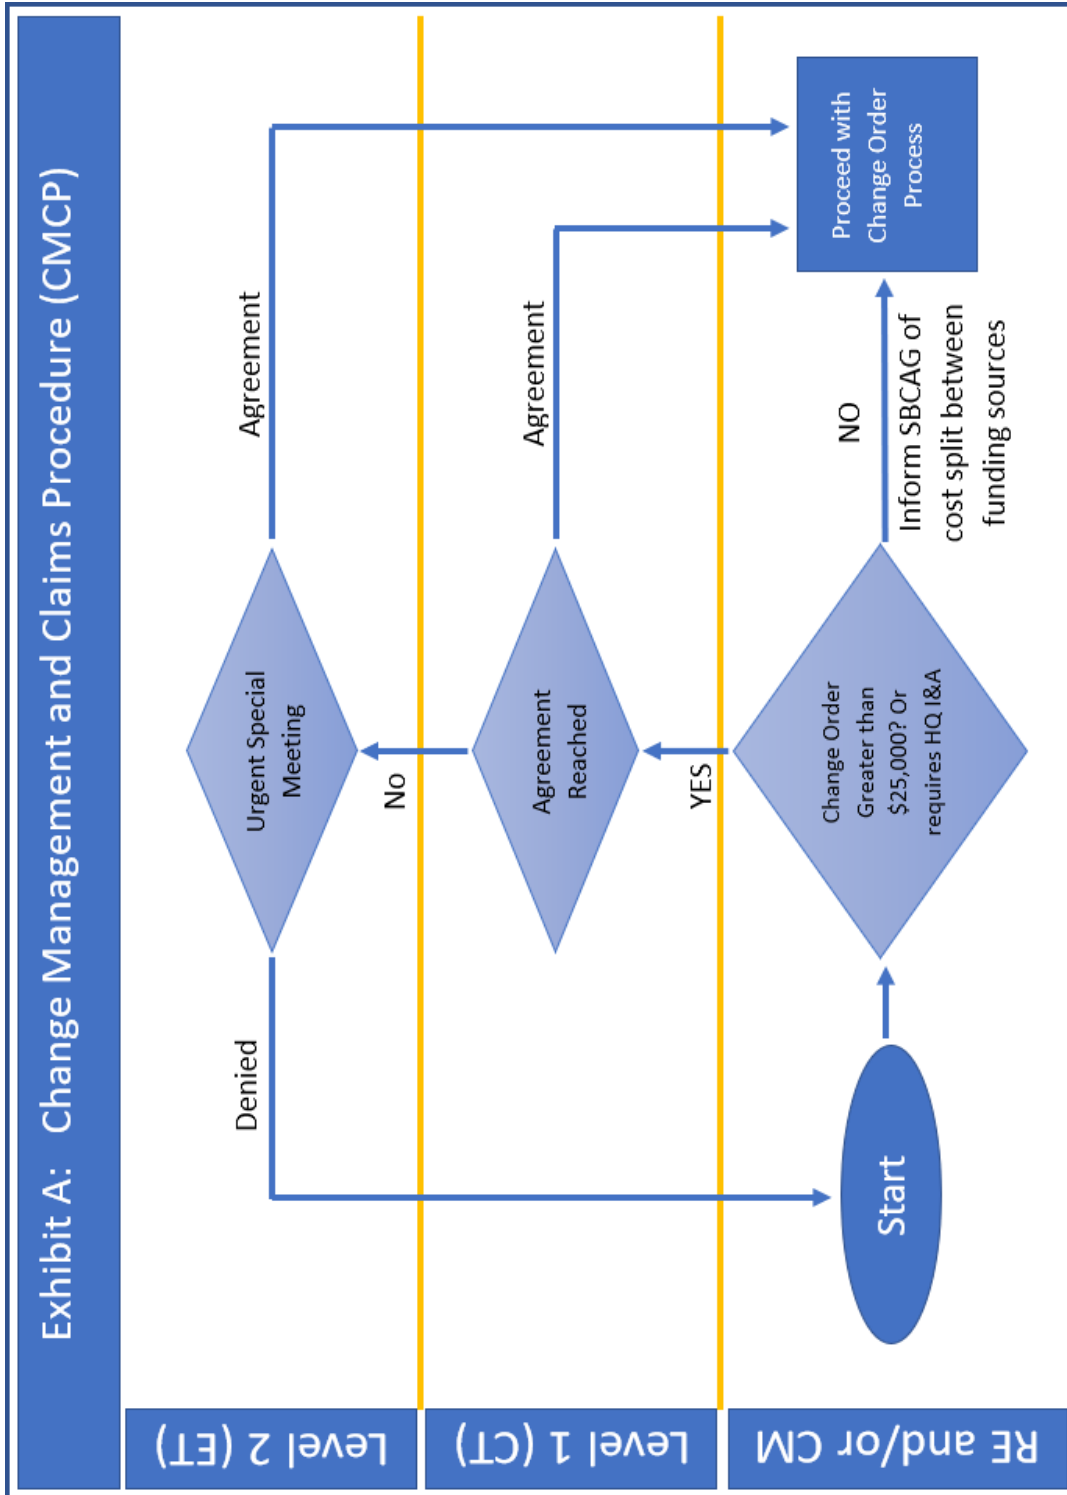 Exhibit A: Change Management and Claims Procedure (CMCP)
Level 2 (ET)
Denied
Urgent Special
Meeting
Agreement
No
Level 1 (CT)
Agreement
Reached
Agreement
YES
RE and/or CM
Start
Change Order
Greater than
$25,000? Or
requires HQ I&A
NO
Inform SBCAG of
cost split between
funding sources
Proceed with
Change Order
Process